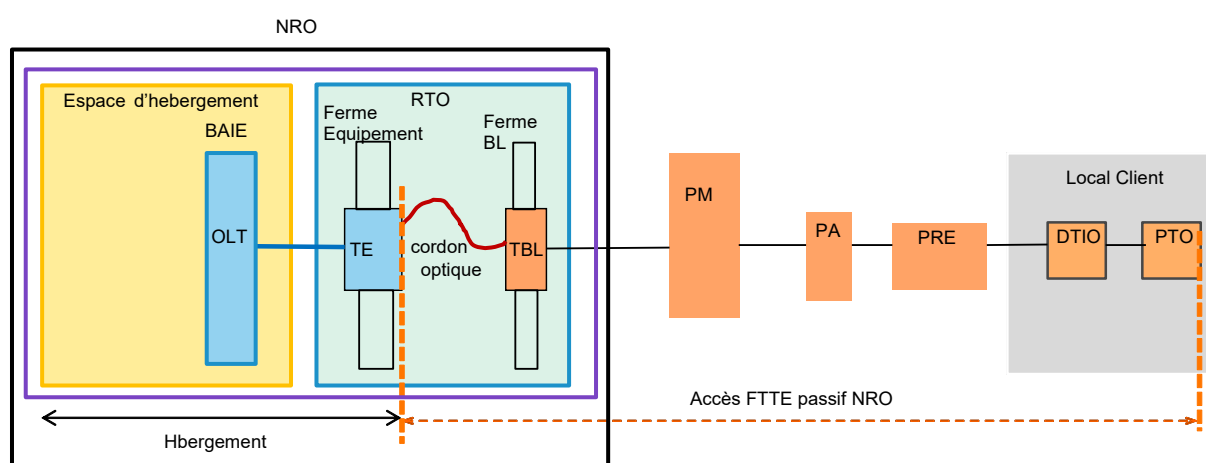 NRO
Espace d'hebergement
BAIE
OLT
RTO
Ferme
Equipement
Ferme
BL
TE
cordon
optique
TBL
PM
PA
PRE
Local Client
DTIO
PTO
Accès FTTE passif NRO
Hbergement